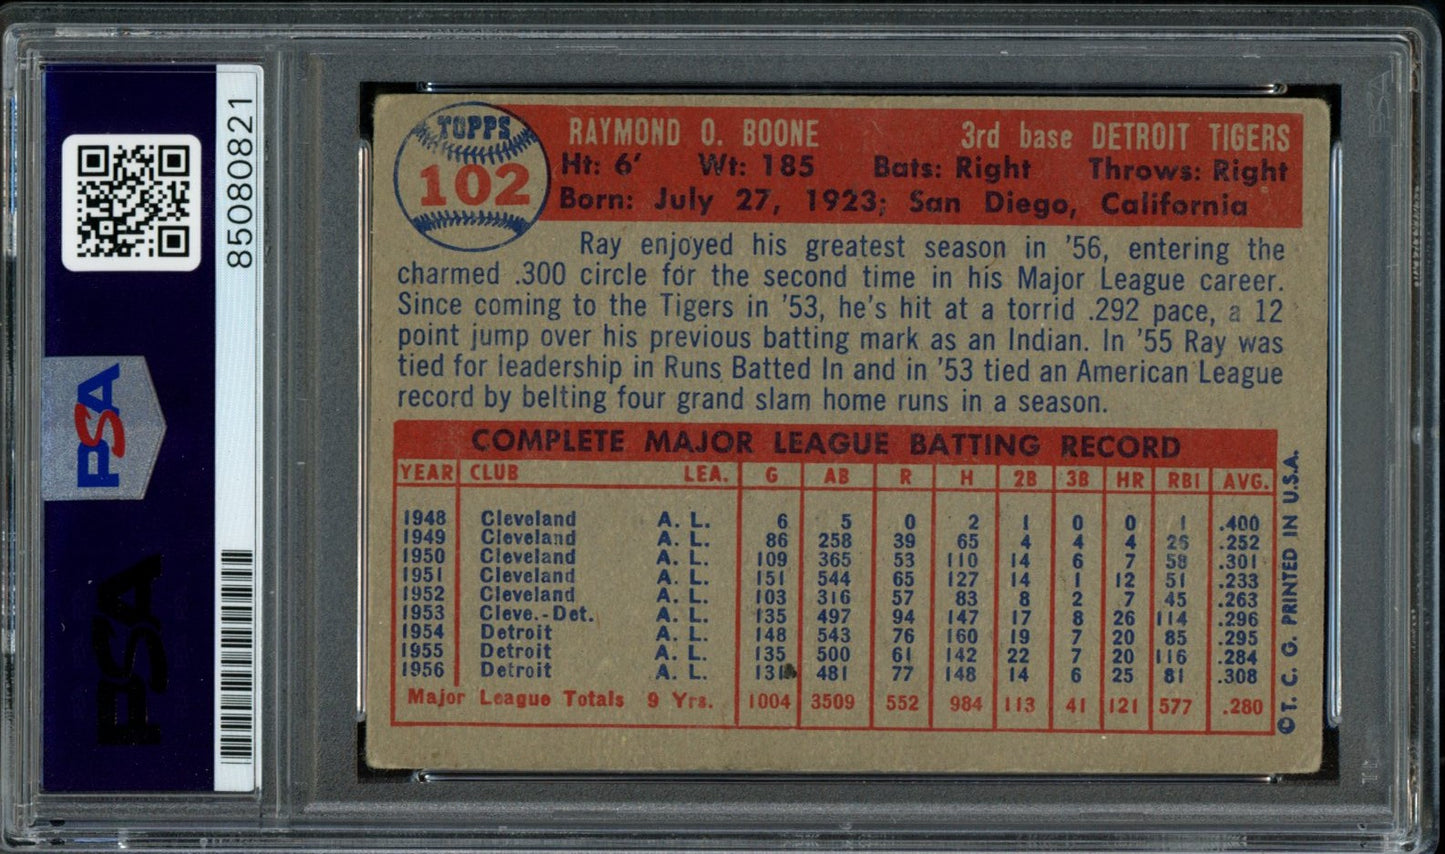 85080821
PSA
PSA
TOPPS
102
RAYMOND O. BOONE 3rd base DETROIT TIGERS
Ht: 6' Wt: 185 Bats: Right Throws: Right
Born: July 27, 1923; San Diego, California
Ray enjoyed his greatest season in '56, entering the
charmed .300 circle for the second time in his Major League career.
Since coming to the Tigers in '53, he's hit at a torrid .292 pace, a 12
point jump over his previous batting mark as an Indian. In '55 Ray was
tied for leadership in Runs Batted In and in '53 tied an American League
record by belting four grand slam home runs in a season.
COMPLETE MAJOR LEAGUE BATTING RECORD
YEAR CLUB LEA. G AB R H 2B 3B HR RBI AVG.
1948 Cleveland A. L. 6 5 0 2 1 0 0 1 .400
1949 Cleveland A. L. 86 258 39 65 4 4 4 26 .252
1950 Cleveland A. L. 109 365 53 110 14 6 7 58 .301
1951 Cleveland A. L. 151 544 65 127 14 1 12 51 .233
1952 Cleveland A. L. 103 316 57 83 8 2 7 45 .263
1953 Cleve.-Det. A. L. 135 497 94 147 17 8 26 114 .296
1954 Detroit A. L. 148 543 76 160 19 7 20 85 .295
1955 Detroit A. L. 135 500 61 142 22 7 20 116 .284
1956 Detroit A. L. 131 481 77 148 14 6 25 81 .308
Major League Totals 9 Yrs. 1004 3509 552 984 113 41 121 577 .280
©T. C. G. PRINTED IN U.S.A.
PSA